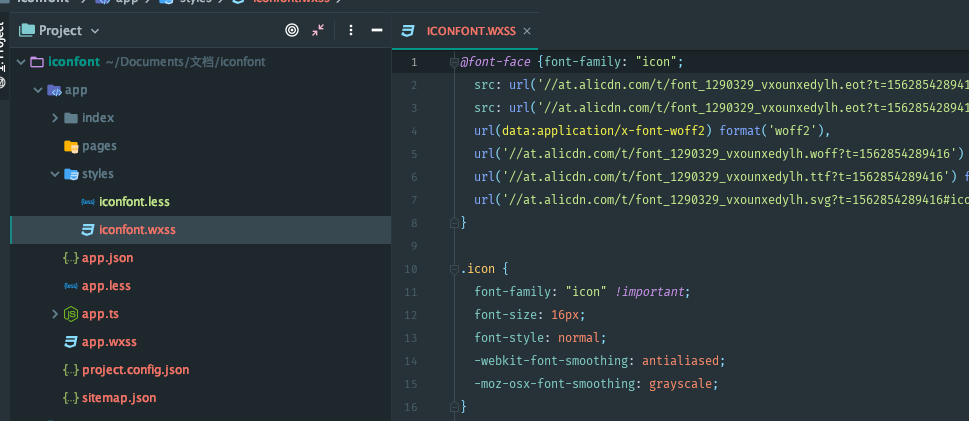 iconfont app styles iconfont.wxss
Project
ICONFONT.WXSS
1: Project
iconfont ~/Documents/文档/iconfont
app
index
pages
styles
iconfont.less
iconfont.wxss
app.json
app.less
app.ts
app.wxss
project.config.json
sitemap.json
1 @font-face {font-family: "icon";
2 src: url('//at.alicdn.com/t/font_1290329_vxounxedylh.eot?t=156285428941
3 src: url('//at.alicdn.com/t/font_1290329_vxounxedylh.eot?t=156285428941
4 url(data:application/x-font-woff2) format('woff2'),
5 url('//at.alicdn.com/t/font_1290329_vxounxedylh.woff?t=1562854289416')
6 url('//at.alicdn.com/t/font_1290329_vxounxedylh.ttf?t=1562854289416') f
7 url('//at.alicdn.com/t/font_1290329_vxounxedylh.svg?t=1562854289416#ico
8 }
9
10 .icon {
11 font-family: "icon" !important;
12 font-size: 16px;
13 font-style: normal;
14 -webkit-font-smoothing: antialiased;
15 -moz-osx-font-smoothing: grayscale;
16 }